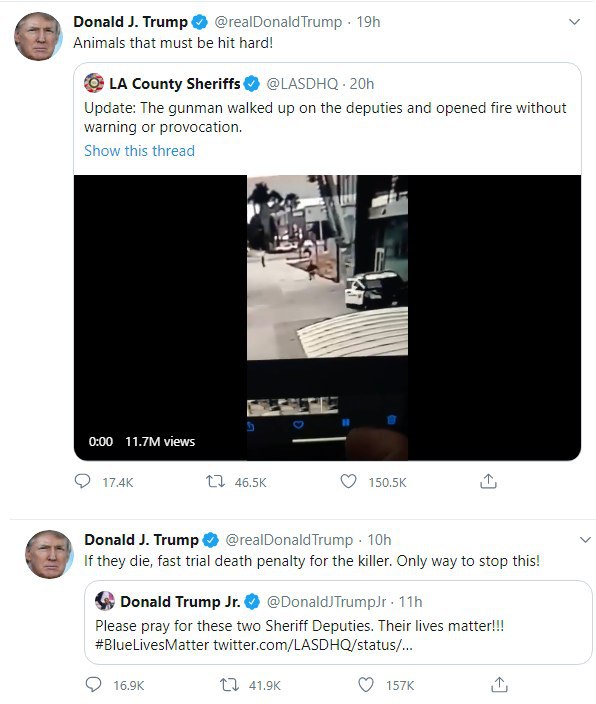 Donald J. Trump @realDonaldTrump · 19h
Animals that must be hit hard!
LA County Sheriffs @LASDHQ · 20h
Update: The gunman walked up on the deputies and opened fire without
warning or provocation.
Show this thread
0:00 11.7M views
17.4K 46.5K 150.5K
Donald J. Trump @realDonaldTrump · 10h
If they die, fast trial death penalty for the killer. Only way to stop this!
Donald Trump Jr. @DonaldJTrumpJr · 11h
Please pray for these two Sheriff Deputies. Their lives matter!!!
#BlueLivesMatter twitter.com/LASDHQ/status/...
16.9K 41.9K 157K